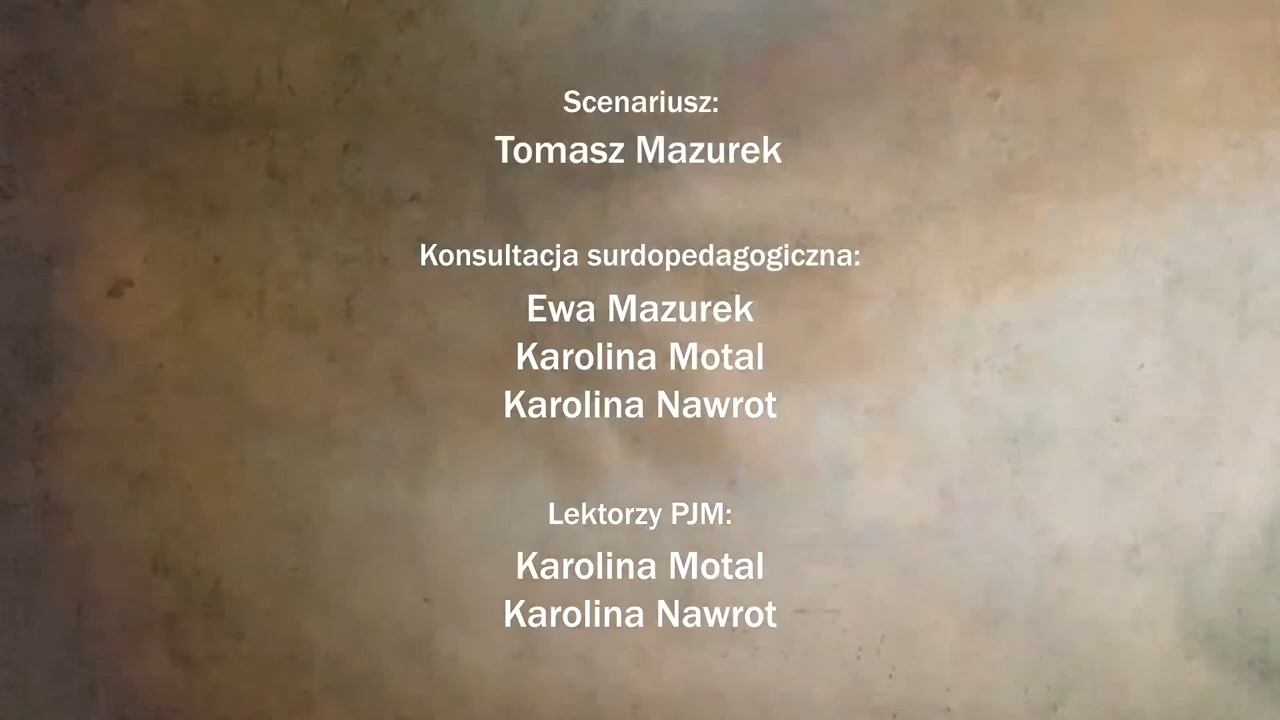 Scenariusz:
Tomasz Mazurek
Konsultacja surdopedagogiczna:
Ewa Mazurek
Karolina Motal
Karolina Nawrot
Lektorzy PJM:
Karolina Motal
Karolina Nawrot